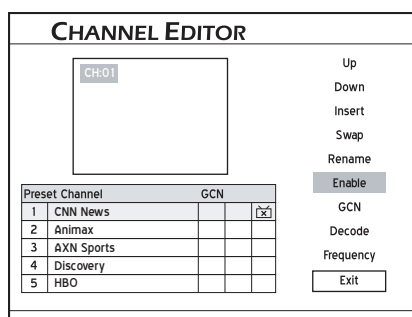 CHANNEL EDITOR
CH:01
Up
Down
Insert
Swap
Rename
Enable
GCN
Decode
Frequency
Exit
Preset Channel GCN
1 CNN News
2 Animax
3 AXN Sports
4 Discovery
5 HBO